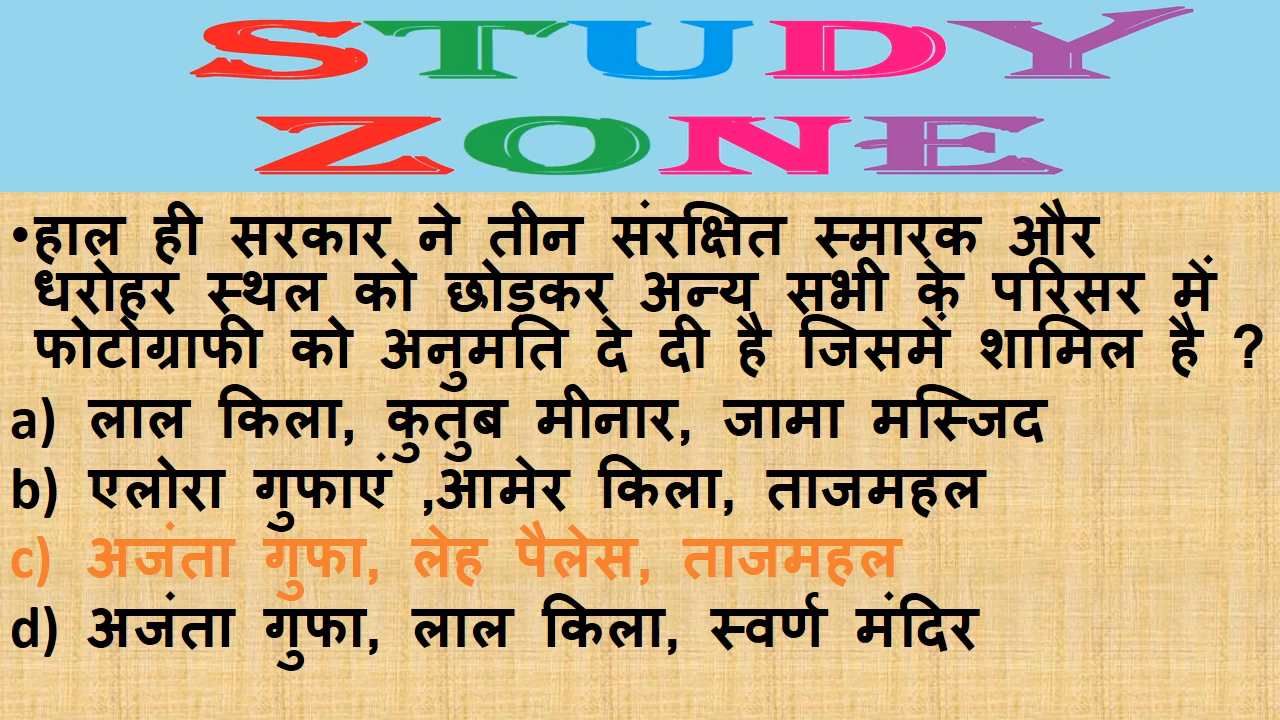 STUDY
ZONE
•हाल ही सरकार ने तीन संरक्षित स्मारक और
धरोहर स्थल को छोड़कर अन्य सभी के परिसर में
फोटोग्राफी को अनुमति दे दी है जिसमें शामिल है ?
a) लाल किला, कुतुब मीनार, जामा मस्जिद
b) एलोरा गुफाएं ,आमेर किला, ताजमहल
c) अजंता गुफा, लेह पैलेस, ताजमहल
d) अजंता गुफा, लाल किला, स्वर्ण मंदिर